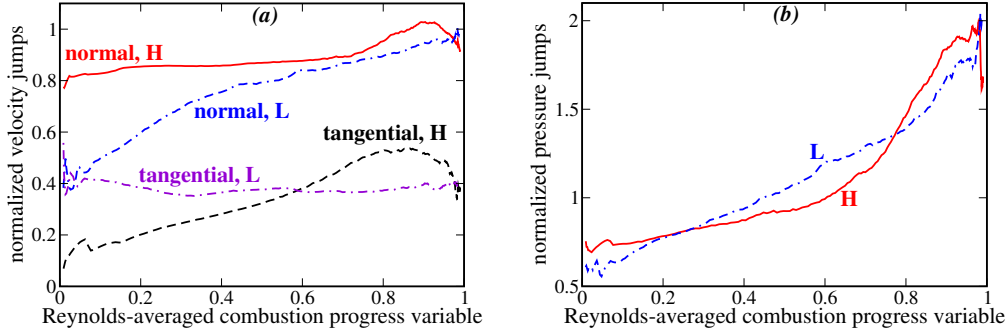 (a)
normalized velocity jumps
1
0.8
0.6
0.4
0.2
0
normal, H
normal, L
tangential, H
tangential, L
0 0.2 0.4 0.6 0.8 1
Reynolds-averaged combustion progress variable
(b)
normalized pressure jumps
2
1.5
1
0.5
L
H
0 0.2 0.4 0.6 0.8 1
Reynolds-averaged combustion progress variable